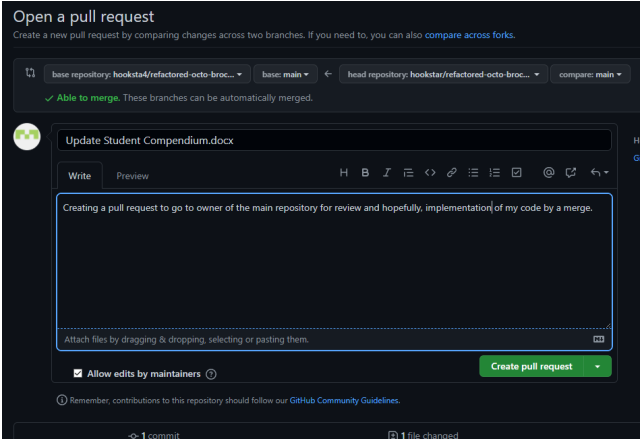 Open a pull request
Create a new pull request by comparing changes across two branches. If you need to, you can also compare across forks.
base repository: hooksta4/refactored-octo-broc... base: main ← head repository: hookstar/refactored-octo-broc... compare: main
✓ Able to merge. These branches can be automatically merged.
Update Student Compendium.docx
Write Preview
Creating a pull request to go to owner of the main repository for review and hopefully, implementation of my code by a merge.
Attach files by dragging & dropping, selecting or pasting them.
Allow edits by maintainers
Create pull request
Remember, contributions to this repository should follow our GitHub Community Guidelines.
1 commit 1 file changed